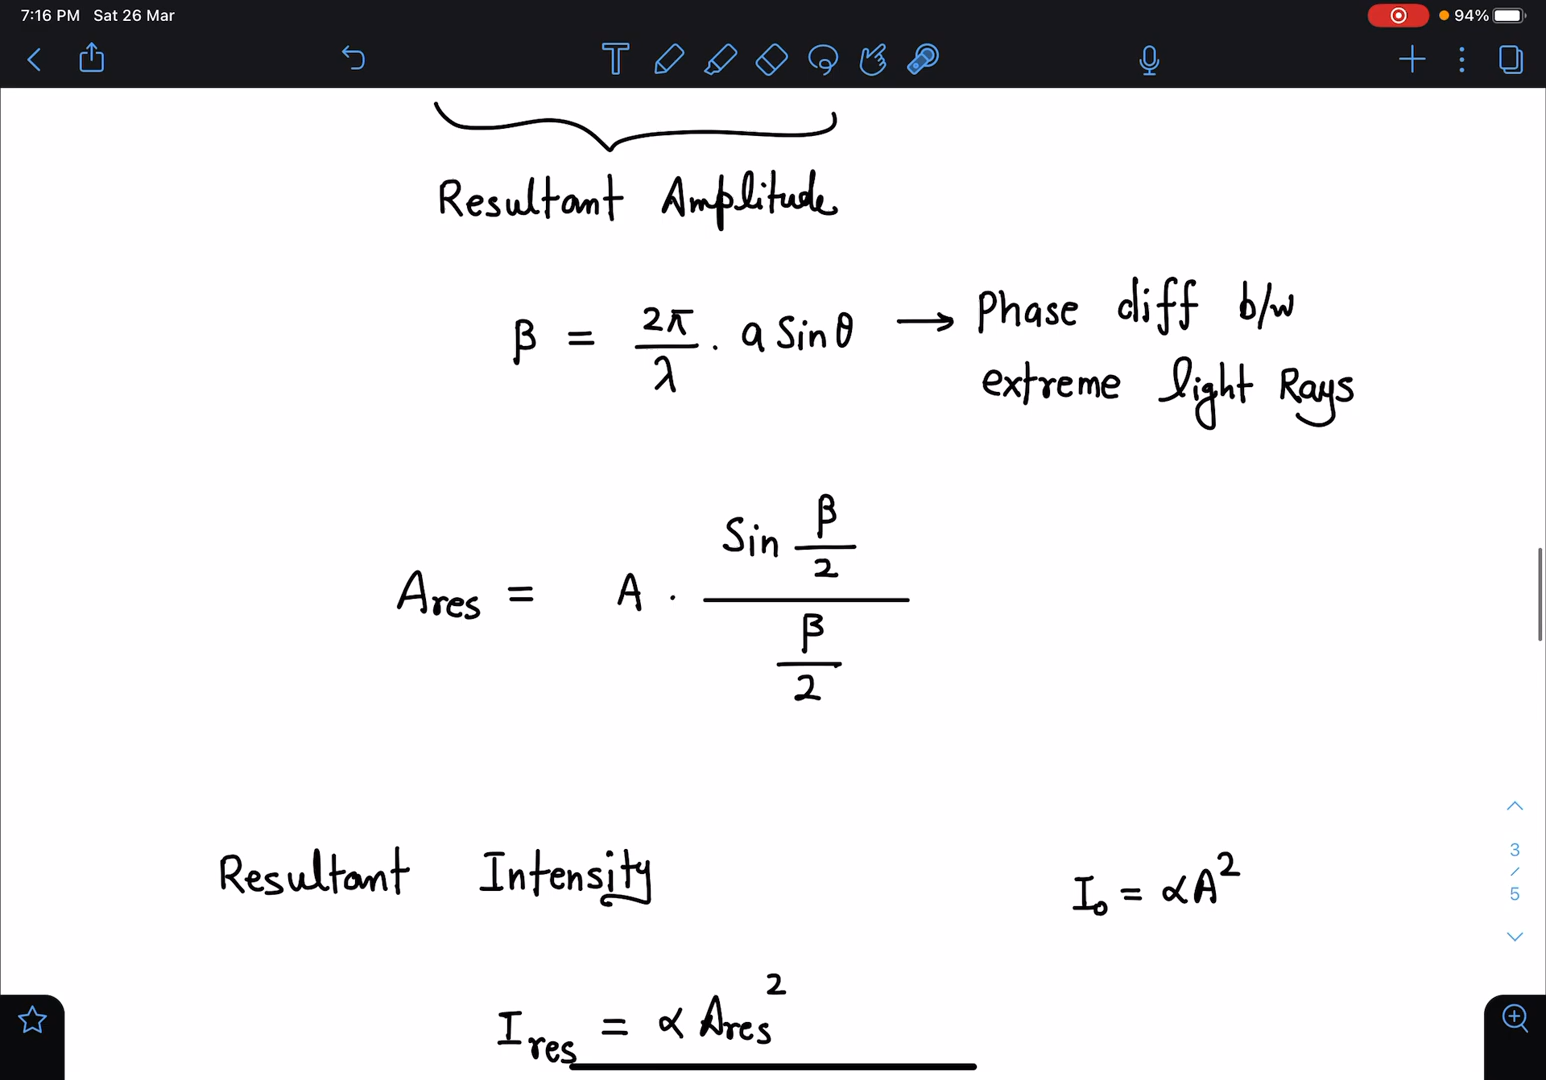 7:16 PM Sat 26 Mar
94%
T
Resultant Amplitude
β = 2π/λ . a Sin θ → Phase diff b/w
extreme light Rays
Ares = A . Sin β/2 / β/2
Resultant Intensity
I₀ = αA²
3
/
5
Ires = α Ares²